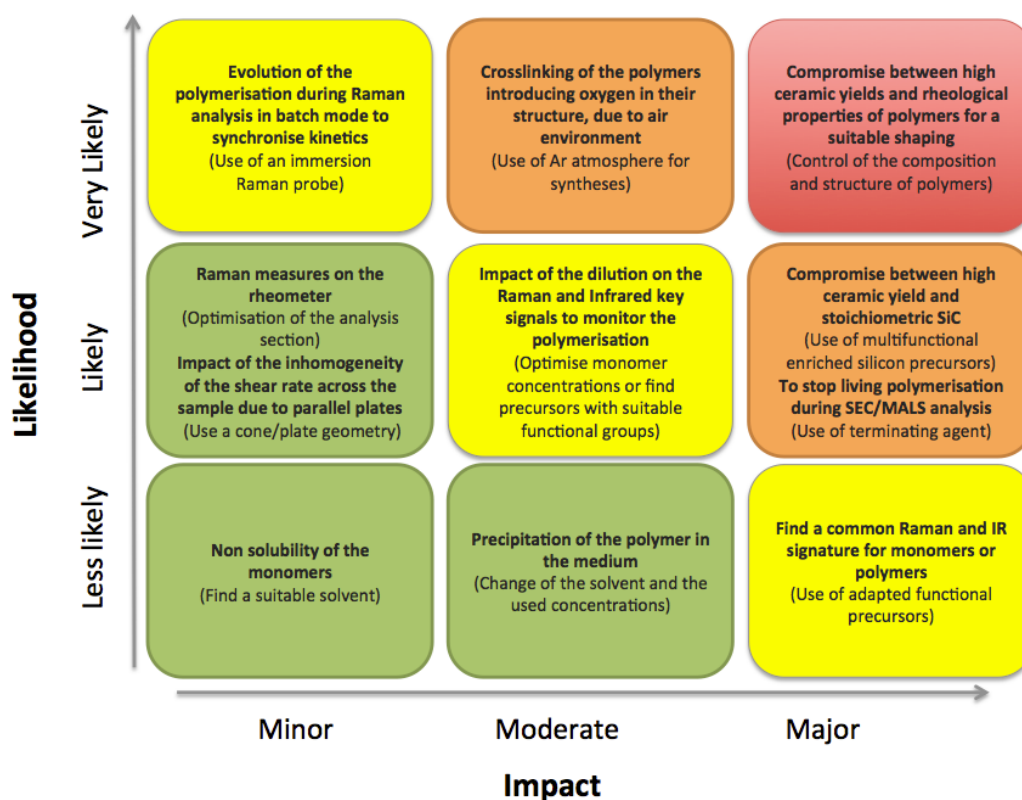 Evolution of the
polymerisation during Raman
analysis in batch mode to
synchronise kinetics
(Use of an immersion
Raman probe)
Crosslinking of the polymers
introducing oxygen in their
structure, due to air
environment
(Use of Ar atmosphere for
syntheses)
Compromise between high
ceramic yields and rheological
properties of polymers for a
suitable shaping
(Control of the composition
and structure of polymers)
Very Likely
Raman measures on the
rheometer
(Optimisation of the analysis
section)
Impact of the inhomogeneity
of the shear rate across the
sample due to parallel plates
(Use a cone/plate geometry)
Impact of the dilution on the
Raman and Infrared key
signals to monitor the
polymerisation
(Optimise monomer
concentrations or find
precursors with suitable
functional groups)
Compromise between high
ceramic yield and
stoichiometric SiC
(Use of multifunctional
enriched silicon precursors)
To stop living polymerisation
during SEC/MALS analysis
(Use of terminating agent)
Likely
Likelihood
Non solubility of the
monomers
(Find a suitable solvent)
Precipitation of the polymer in
the medium
(Change of the solvent and the
used concentrations)
Find a common Raman and IR
signature for monomers or
polymers
(Use of adapted functional
precursors)
Less likely
Minor
Moderate
Major
Impact